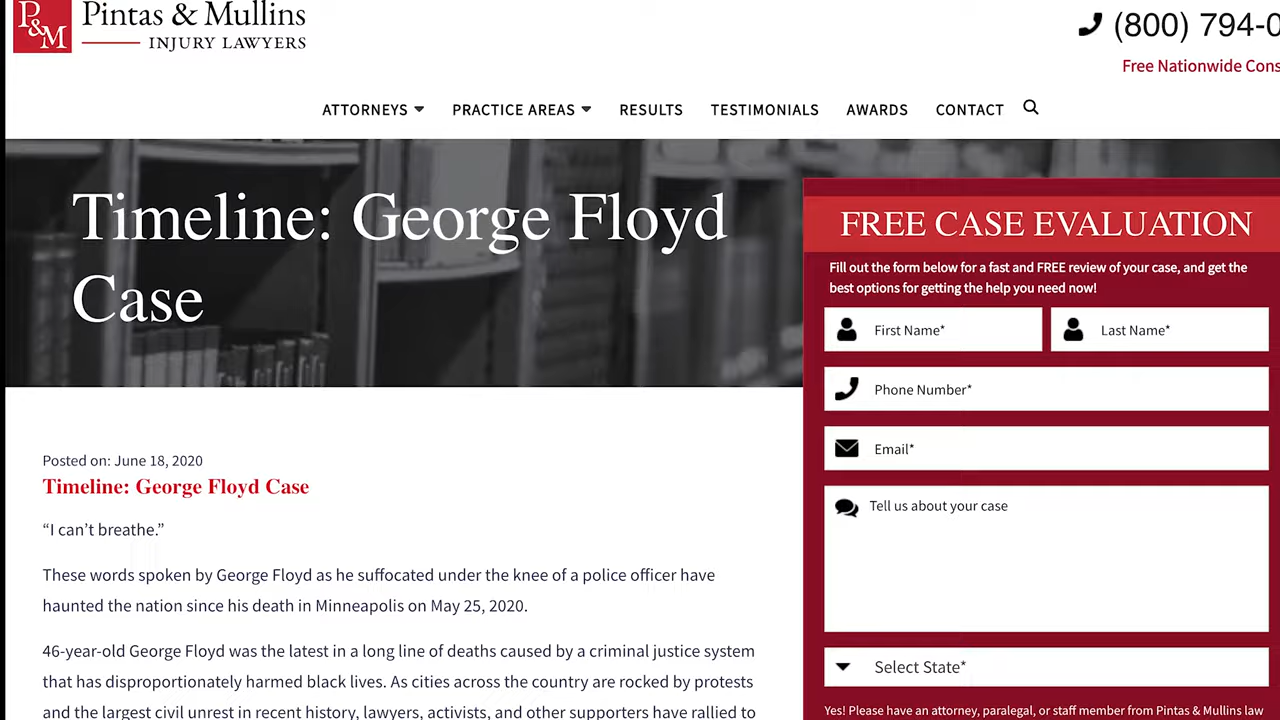 P&M
Pintas & Mullins
INJURY LAWYERS
(800) 794-0
Free Nationwide Cons
ATTORNEYS PRACTICE AREAS RESULTS TESTIMONIALS AWARDS CONTACT
Timeline: George Floyd
Case
Posted on: June 18, 2020
Timeline: George Floyd Case
“I can’t breathe.”
These words spoken by George Floyd as he suffocated under the knee of a police officer have
haunted the nation since his death in Minneapolis on May 25, 2020.
46-year-old George Floyd was the latest in a long line of deaths caused by a criminal justice system
that has disproportionately harmed black lives. As cities across the country are rocked by protests
and the largest civil unrest in recent history, lawyers, activists, and other supporters have rallied to
FREE CASE EVALUATION
Fill out the form below for a fast and FREE review of your case, and get the
best options for getting the help you need now!
First Name* Last Name*
Phone Number*
Email*
Tell us about your case
Select State*
Yes! Please have an attorney, paralegal, or staff member from Pintas & Mullins law